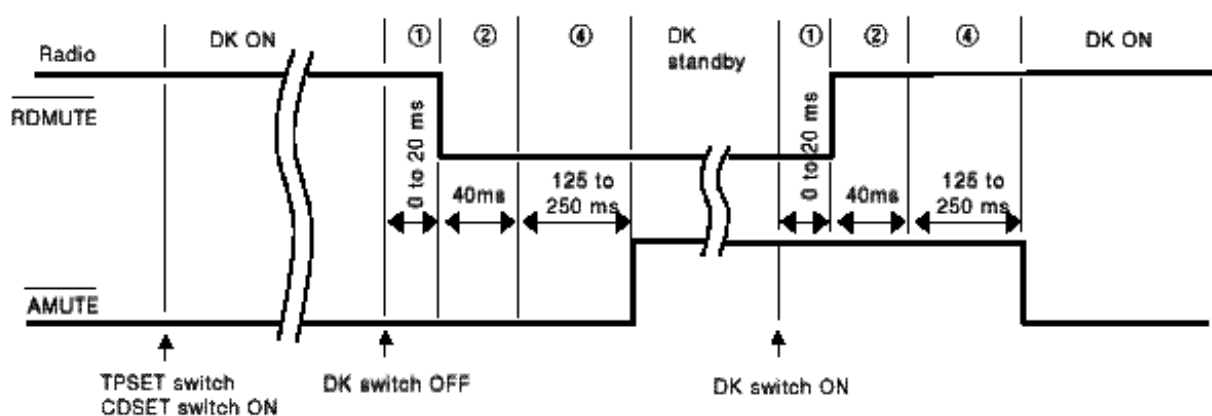 Radio
DK ON
①
②
④
DK
standby
①
②
④
DK ON
RDMUTE
0 to 20 ms
40ms
125 to
250 ms
0 to 20 ms
40ms
125 to
250 ms
AMUTE
TPSET switch
CDSET switch ON
DK switch OFF
DK switch ON